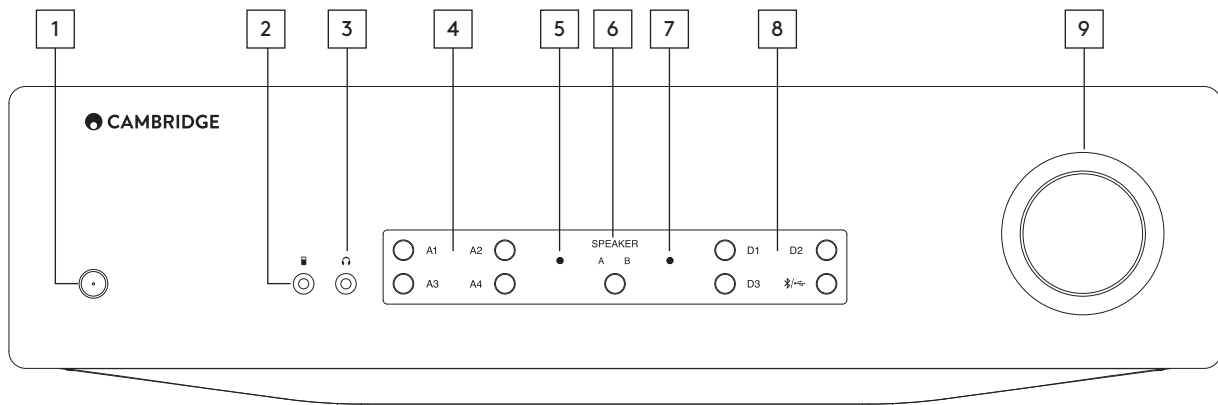 1 2 3 4 5 6 7 8 9
CAMBRIDGE
SPEAKER
A1 A2 A B D1 D2
A3 A4 D3 /